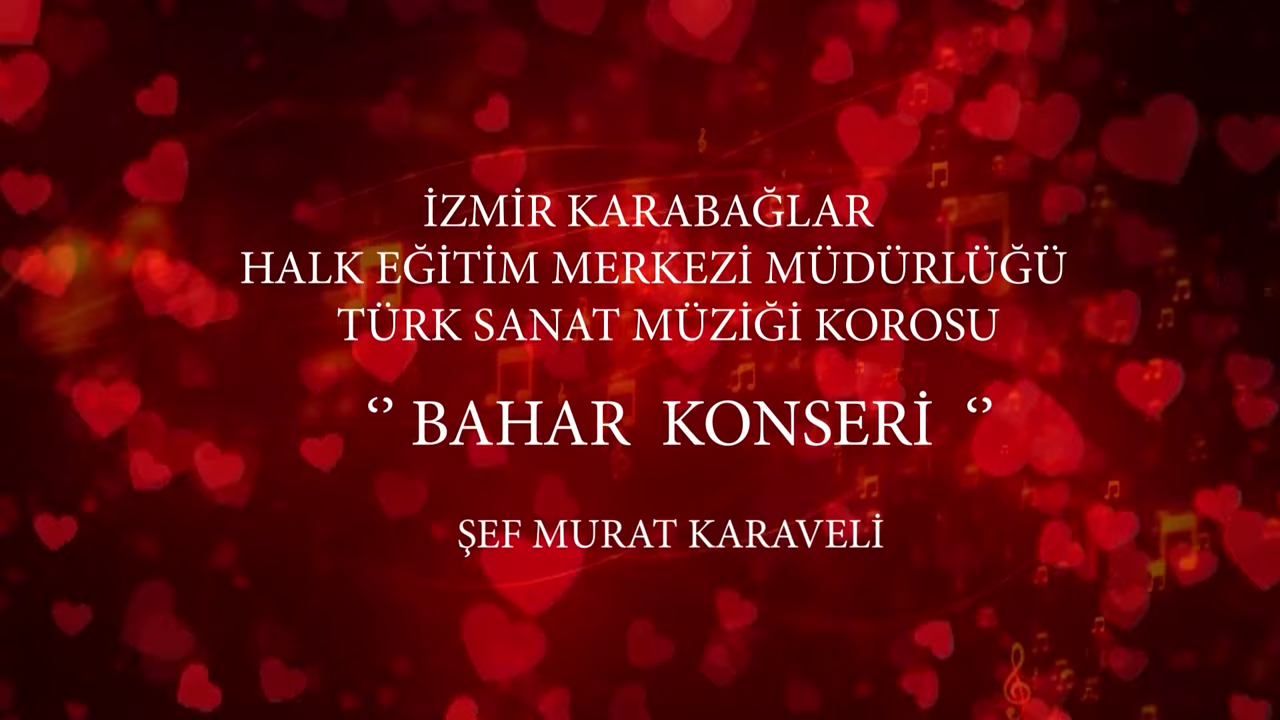 İZMİR KARABAĞLAR
HALK EĞİTİM MERKEZİ MÜDÜRLÜĞÜ
TÜRK SANAT MÜZİĞİ KOROSU
‘’ BAHAR KONSERİ ‘’
ŞEF MURAT KARAVELİ